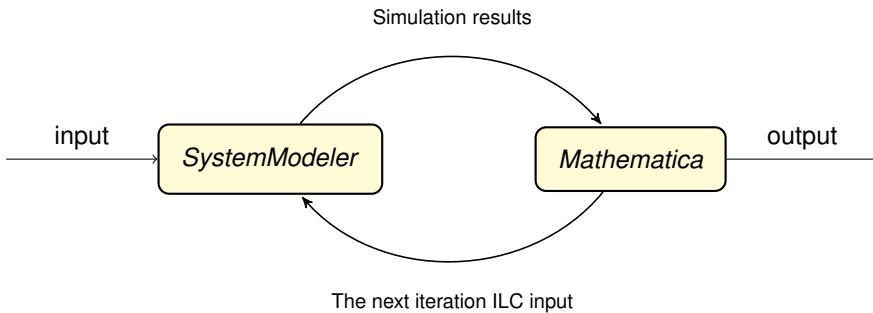 Simulation results
input
SystemModeler
Mathematica
output
The next iteration ILC input